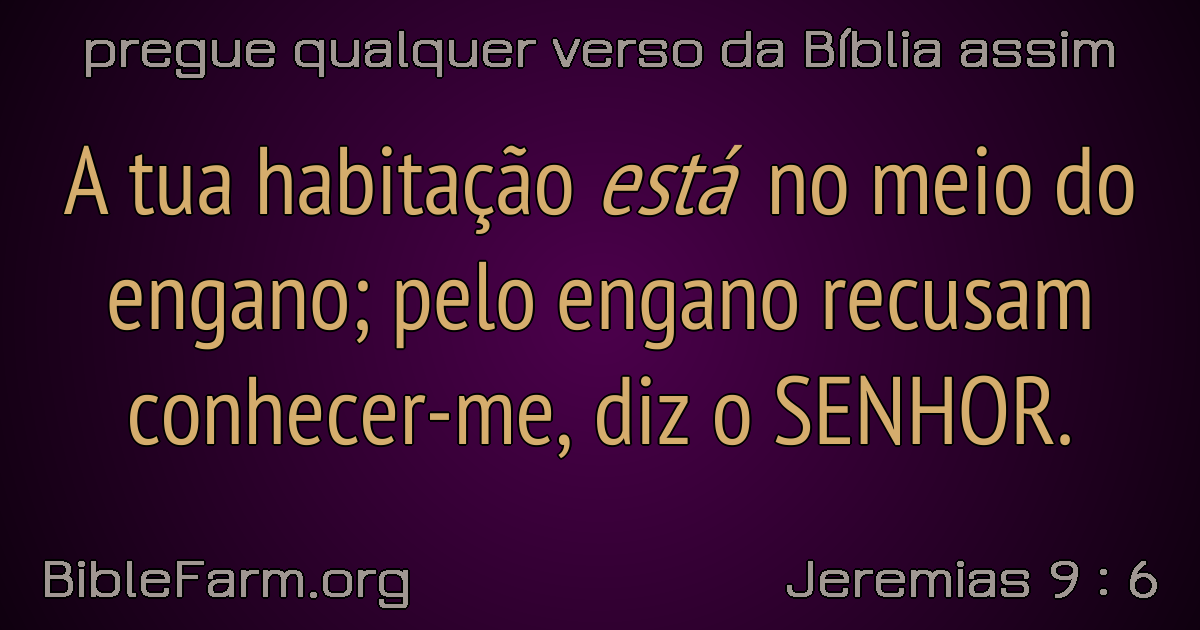 pregue qualquer verso da Bíblia assim
A tua habitação está no meio do
engano; pelo engano recusam
conhecer-me, diz o SENHOR.
BibleFarm.org
Jeremias 9 : 6